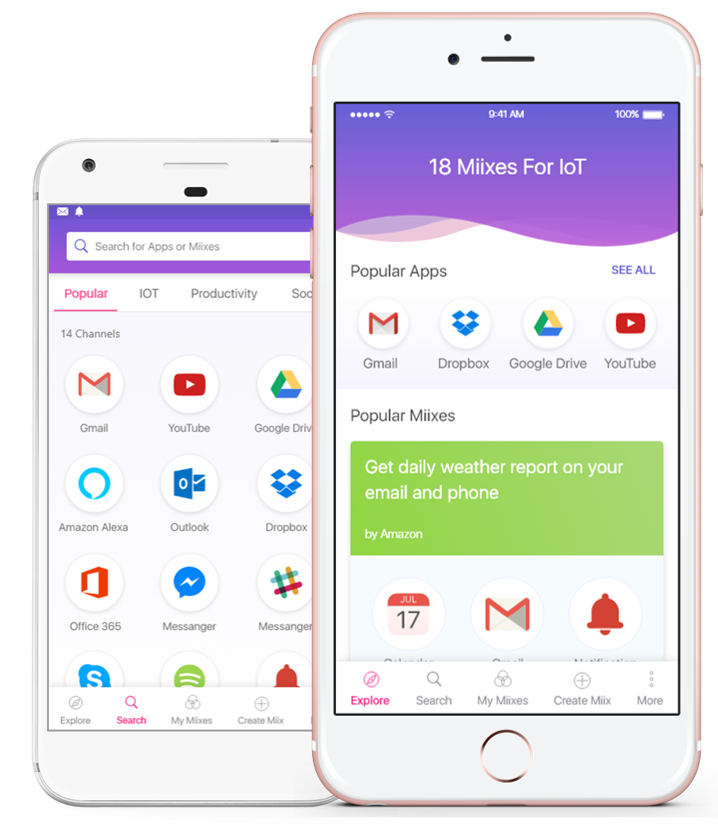 Search for Apps or Miixes
Popular IOT Productivity Soc
14 Channels
Gmail YouTube Google Driv
Amazon Alexa Outlook Dropbox
Office 365 Messanger Messanger
Explore Search My Miixes Create Miix
9:41 AM 100%
18 Miixes For IoT
Popular Apps SEE ALL
Gmail Dropbox Google Drive YouTube
Popular Miixes
Get daily weather report on your
email and phone
by Amazon
JUL
17
Calendar Gmail Notification
Explore Search My Miixes Create Miix More